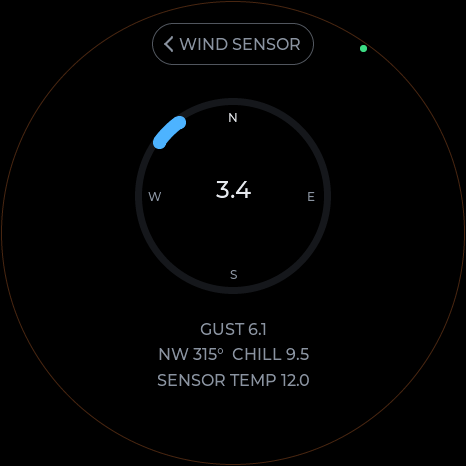 WIND SENSOR
N
W
3.4
E
S
GUST 6.1
NW 315° CHILL 9.5
SENSOR TEMP 12.0